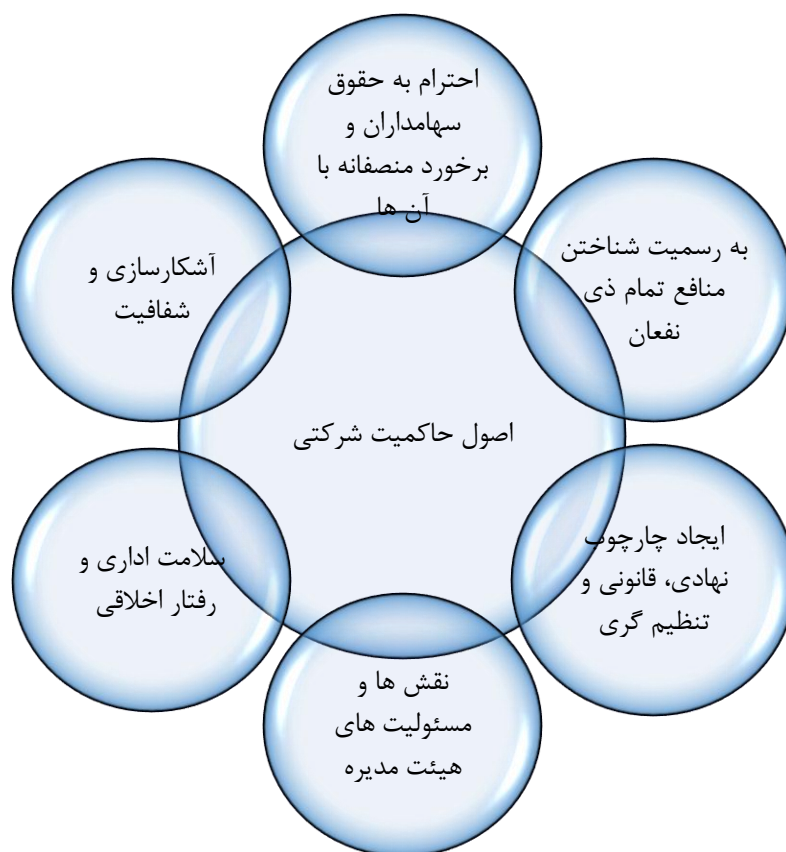 احترام به حقوق
سهامداران و
برخورد منصفانه با
آن ها
به رسمیت شناختن
منافع تمام ذی
نفعان
ایجاد چارچوب
نهادی، قانونی و
تنظیم گری
نقش ها و
مسئولیت های
هیئت مدیره
سلامت اداری و
رفتار اخلاقی
آشکارسازی و
شفافیت
اصول حاکمیت شرکتی